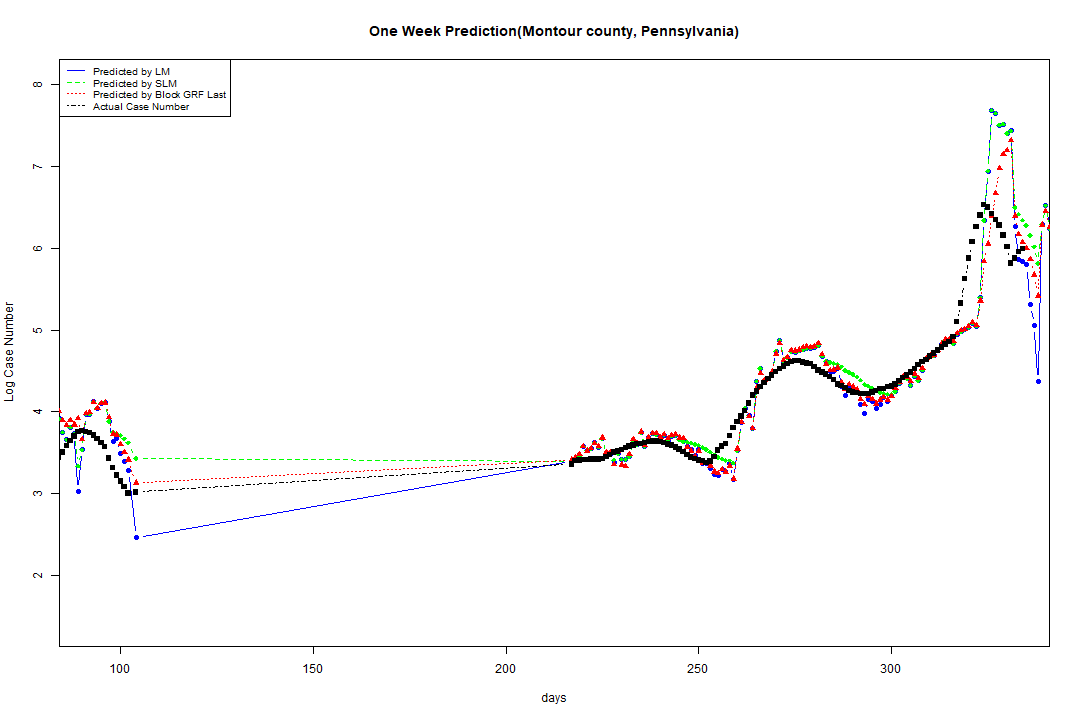 One Week Prediction(Montour county, Pennsylvania)
Predicted by LM
Predicted by SLM
Predicted by Block GRF Last
Actual Case Number
8
7
6
5
4
3
2
Log Case Number
100 150 200 250 300
days